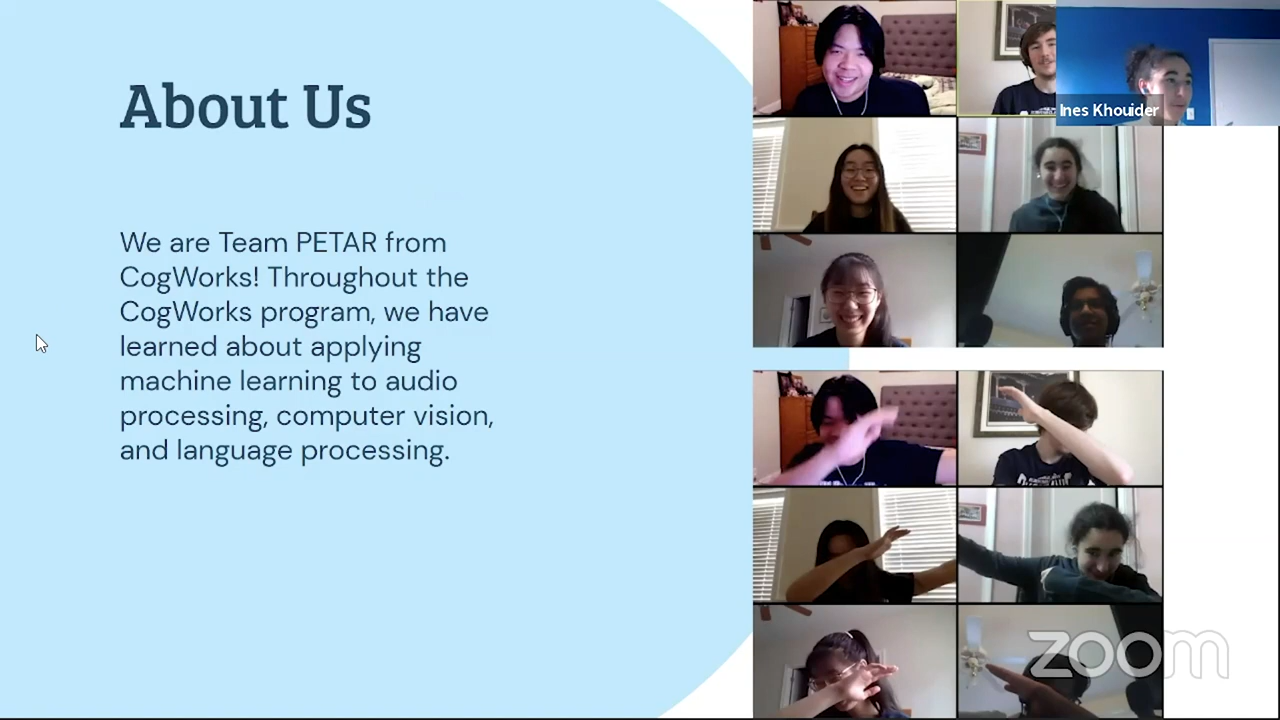 About Us
We are Team PETAR from
CogWorks! Throughout the
CogWorks program, we have
learned about applying
machine learning to audio
processing, computer vision,
and language processing.
Ines Khouider
zoom